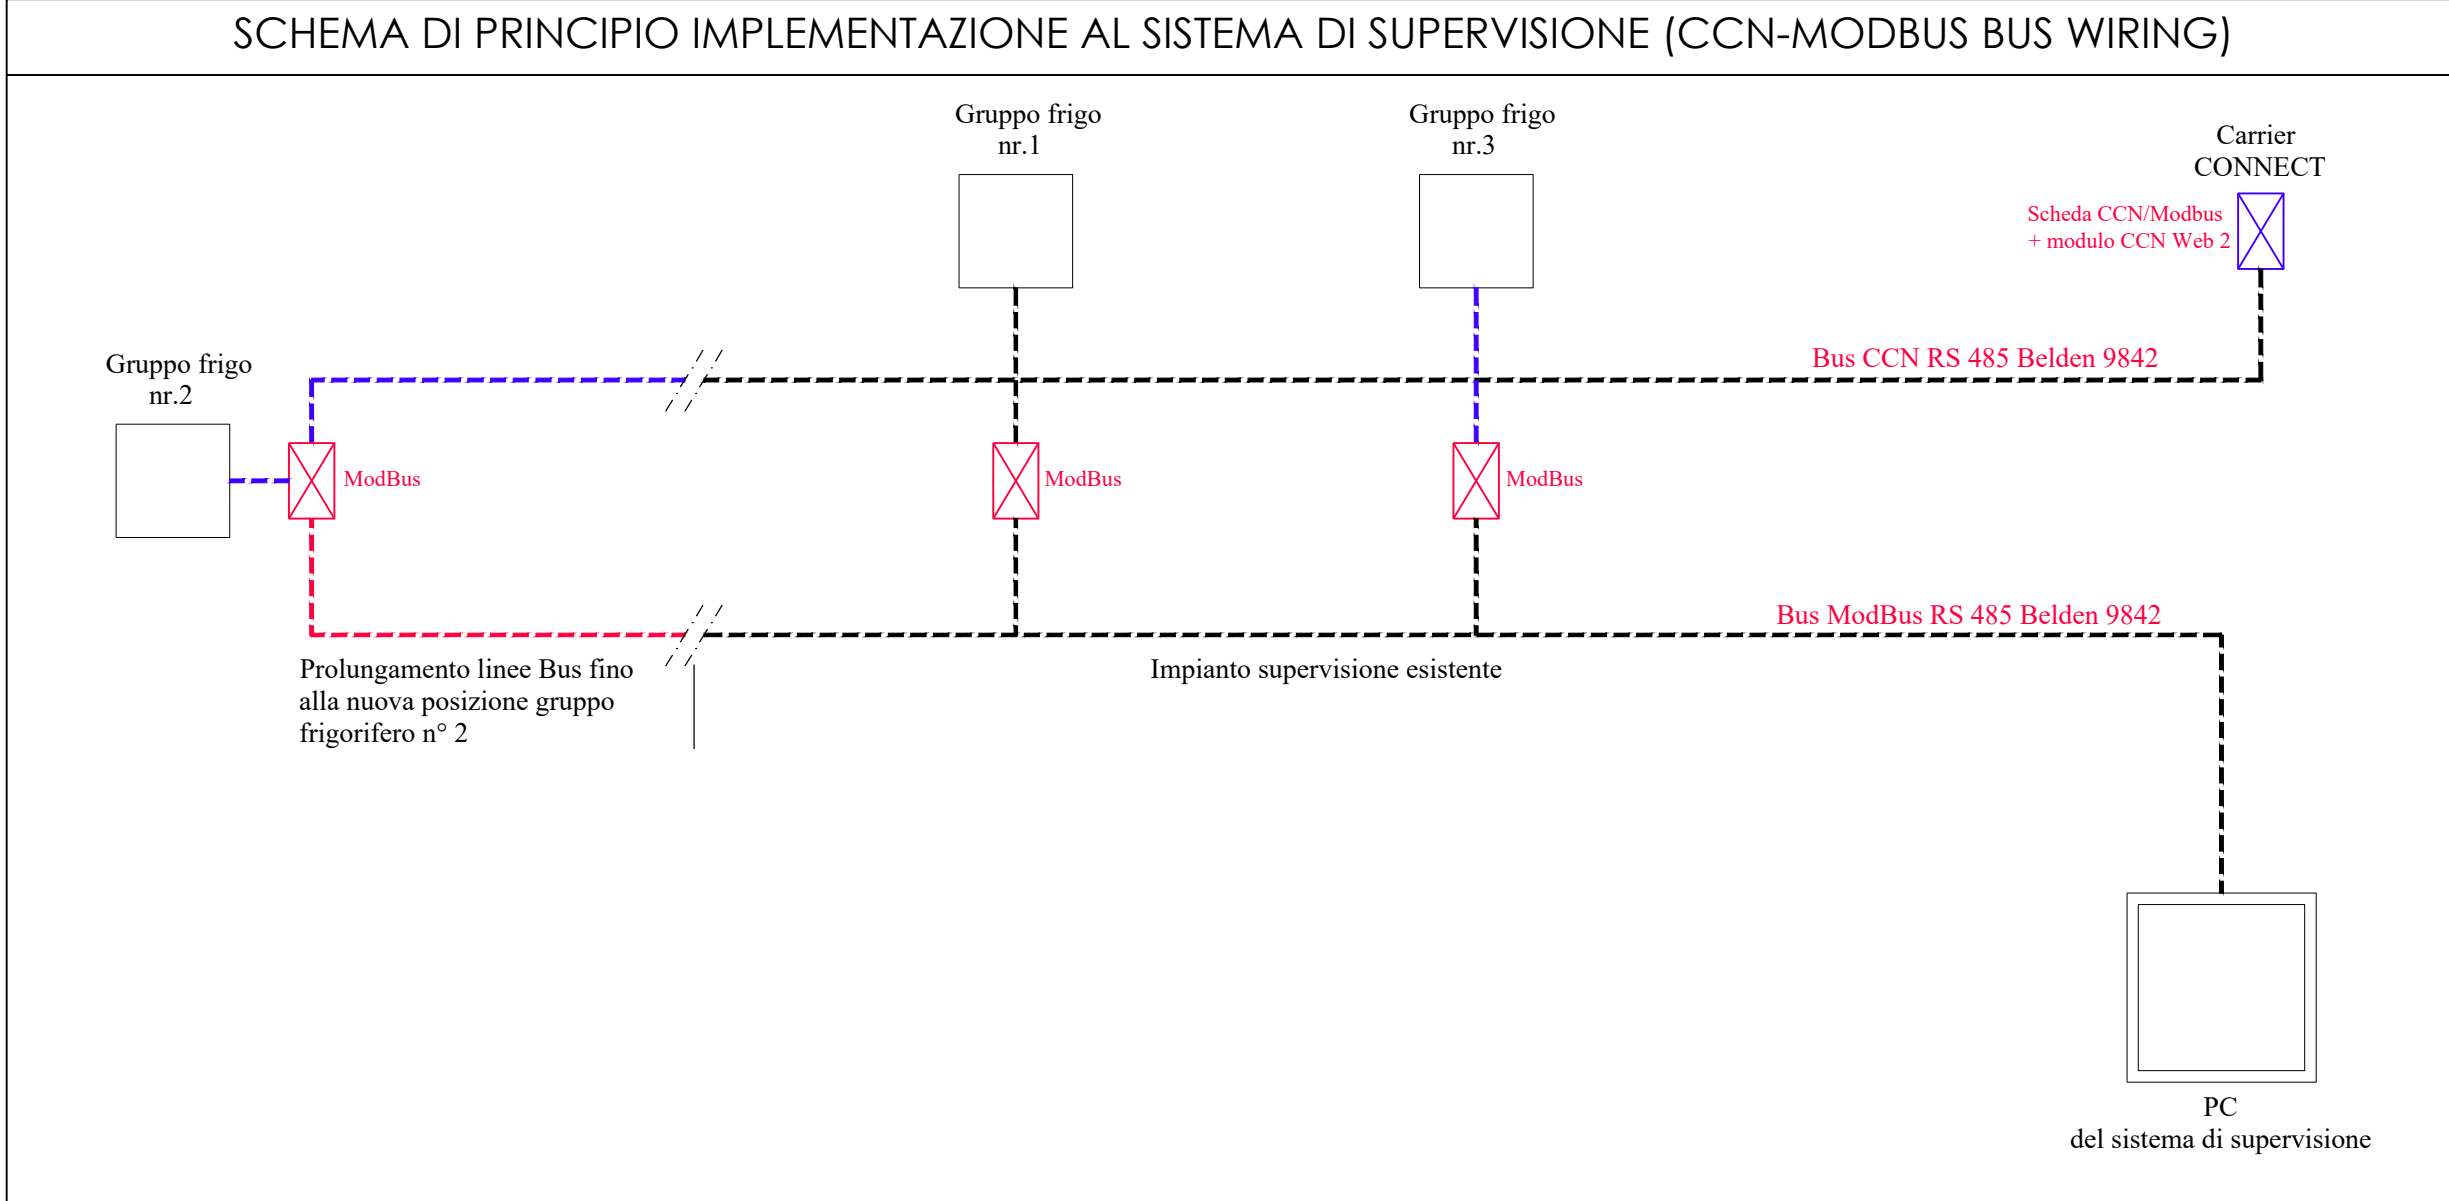 SCHEMA DI PRINCIPIO IMPLEMENTAZIONE AL SISTEMA DI SUPERVISIONE (CCN-MODBUS BUS WIRING)
Gruppo frigo
nr.1
Gruppo frigo
nr.3
Carrier
CONNECT
Scheda CCN/Modbus
+ modulo CCN Web 2
Bus CCN RS 485 Belden 9842
Gruppo frigo
nr.2
ModBus
ModBus
ModBus
Bus ModBus RS 485 Belden 9842
Prolungamento linee Bus fino
alla nuova posizione gruppo
frigorifero n° 2
Impianto supervisione esistente
PC
del sistema di supervisione